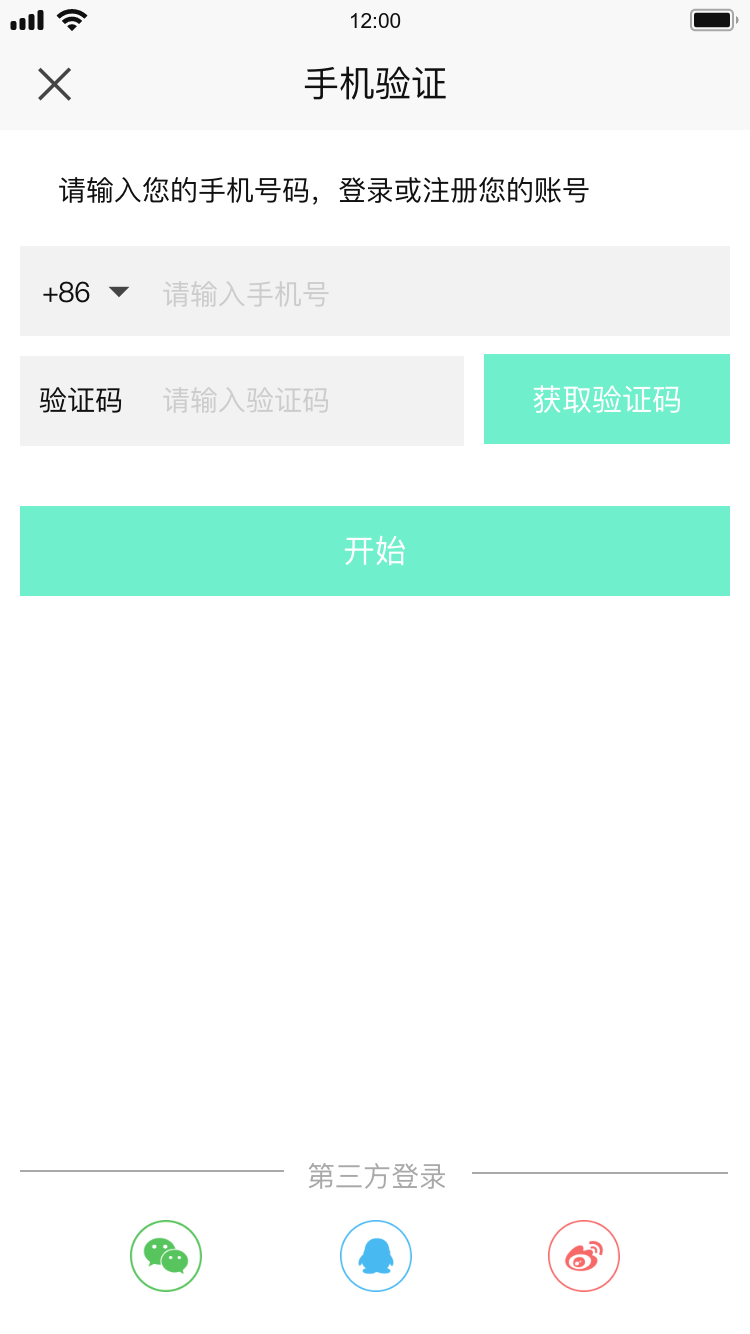 12:00
手机验证
请输入您的手机号码，登录或注册您的账号
+86 请输入手机号
验证码 请输入验证码 获取验证码
开始
第三方登录